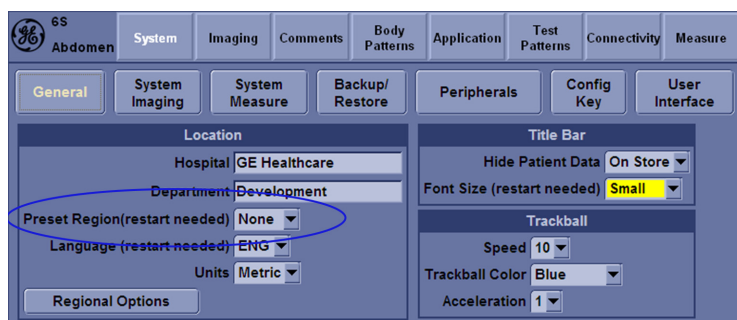 6S
Abdomen
System
Imaging
Comments
Body
Patterns
Application
Test
Patterns
Connectivity
Measure
General
System
Imaging
System
Measure
Backup/
Restore
Peripherals
Config
Key
User
Interface
Location
Hospital GE Healthcare
Department Development
Preset Region(restart needed) None
Language (restart needed) ENG
Units Metric
Regional Options
Title Bar
Hide Patient Data On Store
Font Size (restart needed) Small
Trackball
Speed 10
Trackball Color Blue
Acceleration 1